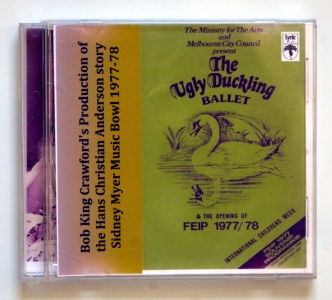 Bob King Crawford's Production of
the Hans Christian Anderson story
Sidney Myer Music Bowl 1977-78
The Ministry for The Arts
and
Melbourne City Council
present
The
Ugly Duckling
BALLET
& THE OPENING OF
FEIP 1977/78
INTERNATIONAL CHILDRENS WEEK
lyric